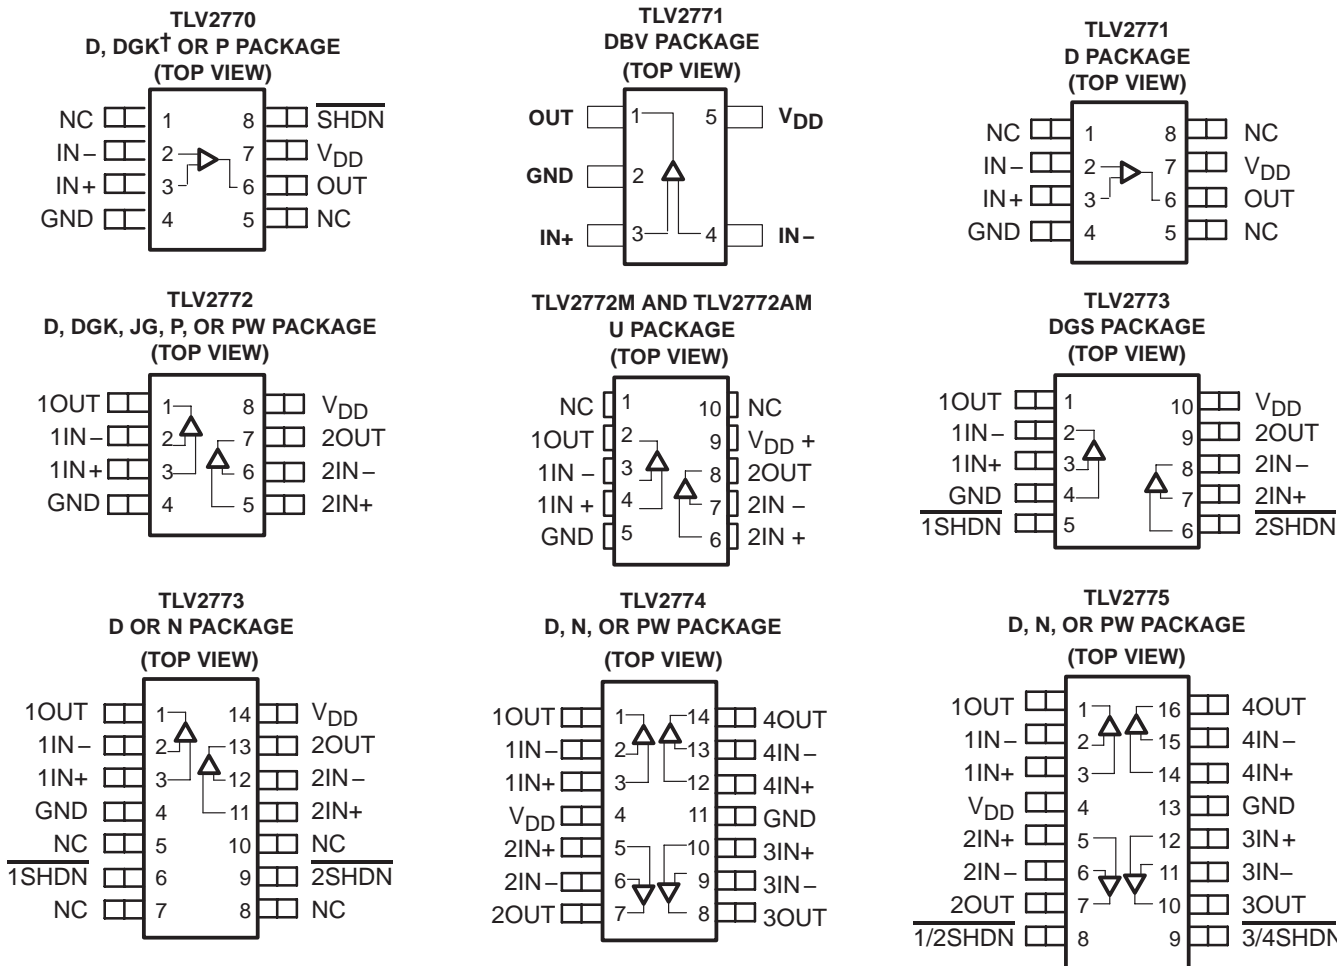 TLV2770
D, DGK† OR P PACKAGE
(TOP VIEW)
NC 1 8 SHDN
IN− 2 7 VDD
IN+ 3 6 OUT
GND 4 5 NC
TLV2771
DBV PACKAGE
(TOP VIEW)
OUT 1 5 VDD
GND 2
IN+ 3 4 IN−
TLV2771
D PACKAGE
(TOP VIEW)
NC 1 8 NC
IN− 2 7 VDD
IN+ 3 6 OUT
GND 4 5 NC
TLV2772
D, DGK, JG, P, OR PW PACKAGE
(TOP VIEW)
1OUT 1 8 VDD
1IN− 2 7 2OUT
1IN+ 3 6 2IN−
GND 4 5 2IN+
TLV2772M AND TLV2772AM
U PACKAGE
(TOP VIEW)
NC 1 10 NC
1OUT 2 9 VDD +
1IN − 3 8 2OUT
1IN + 4 7 2IN −
GND 5 6 2IN +
TLV2773
DGS PACKAGE
(TOP VIEW)
1OUT 1 10 VDD
1IN− 2 9 2OUT
1IN+ 3 8 2IN−
GND 4 7 2IN+
1SHDN 5 6 2SHDN
TLV2773
D OR N PACKAGE
(TOP VIEW)
1OUT 1 14 VDD
1IN− 2 13 2OUT
1IN+ 3 12 2IN−
GND 4 11 2IN+
NC 5 10 NC
1SHDN 6 9 2SHDN
NC 7 8 NC
TLV2774
D, N, OR PW PACKAGE
(TOP VIEW)
1OUT 1 14 4OUT
1IN− 2 13 4IN−
1IN+ 3 12 4IN+
VDD 4 11 GND
2IN+ 5 10 3IN+
2IN− 6 9 3IN−
2OUT 7 8 3OUT
TLV2775
D, N, OR PW PACKAGE
(TOP VIEW)
1OUT 1 16 4OUT
1IN− 2 15 4IN−
1IN+ 3 14 4IN+
VDD 4 13 GND
2IN+ 5 12 3IN+
2IN− 6 11 3IN−
2OUT 7 10 3OUT
1/2SHDN 8 9 3/4SHDN